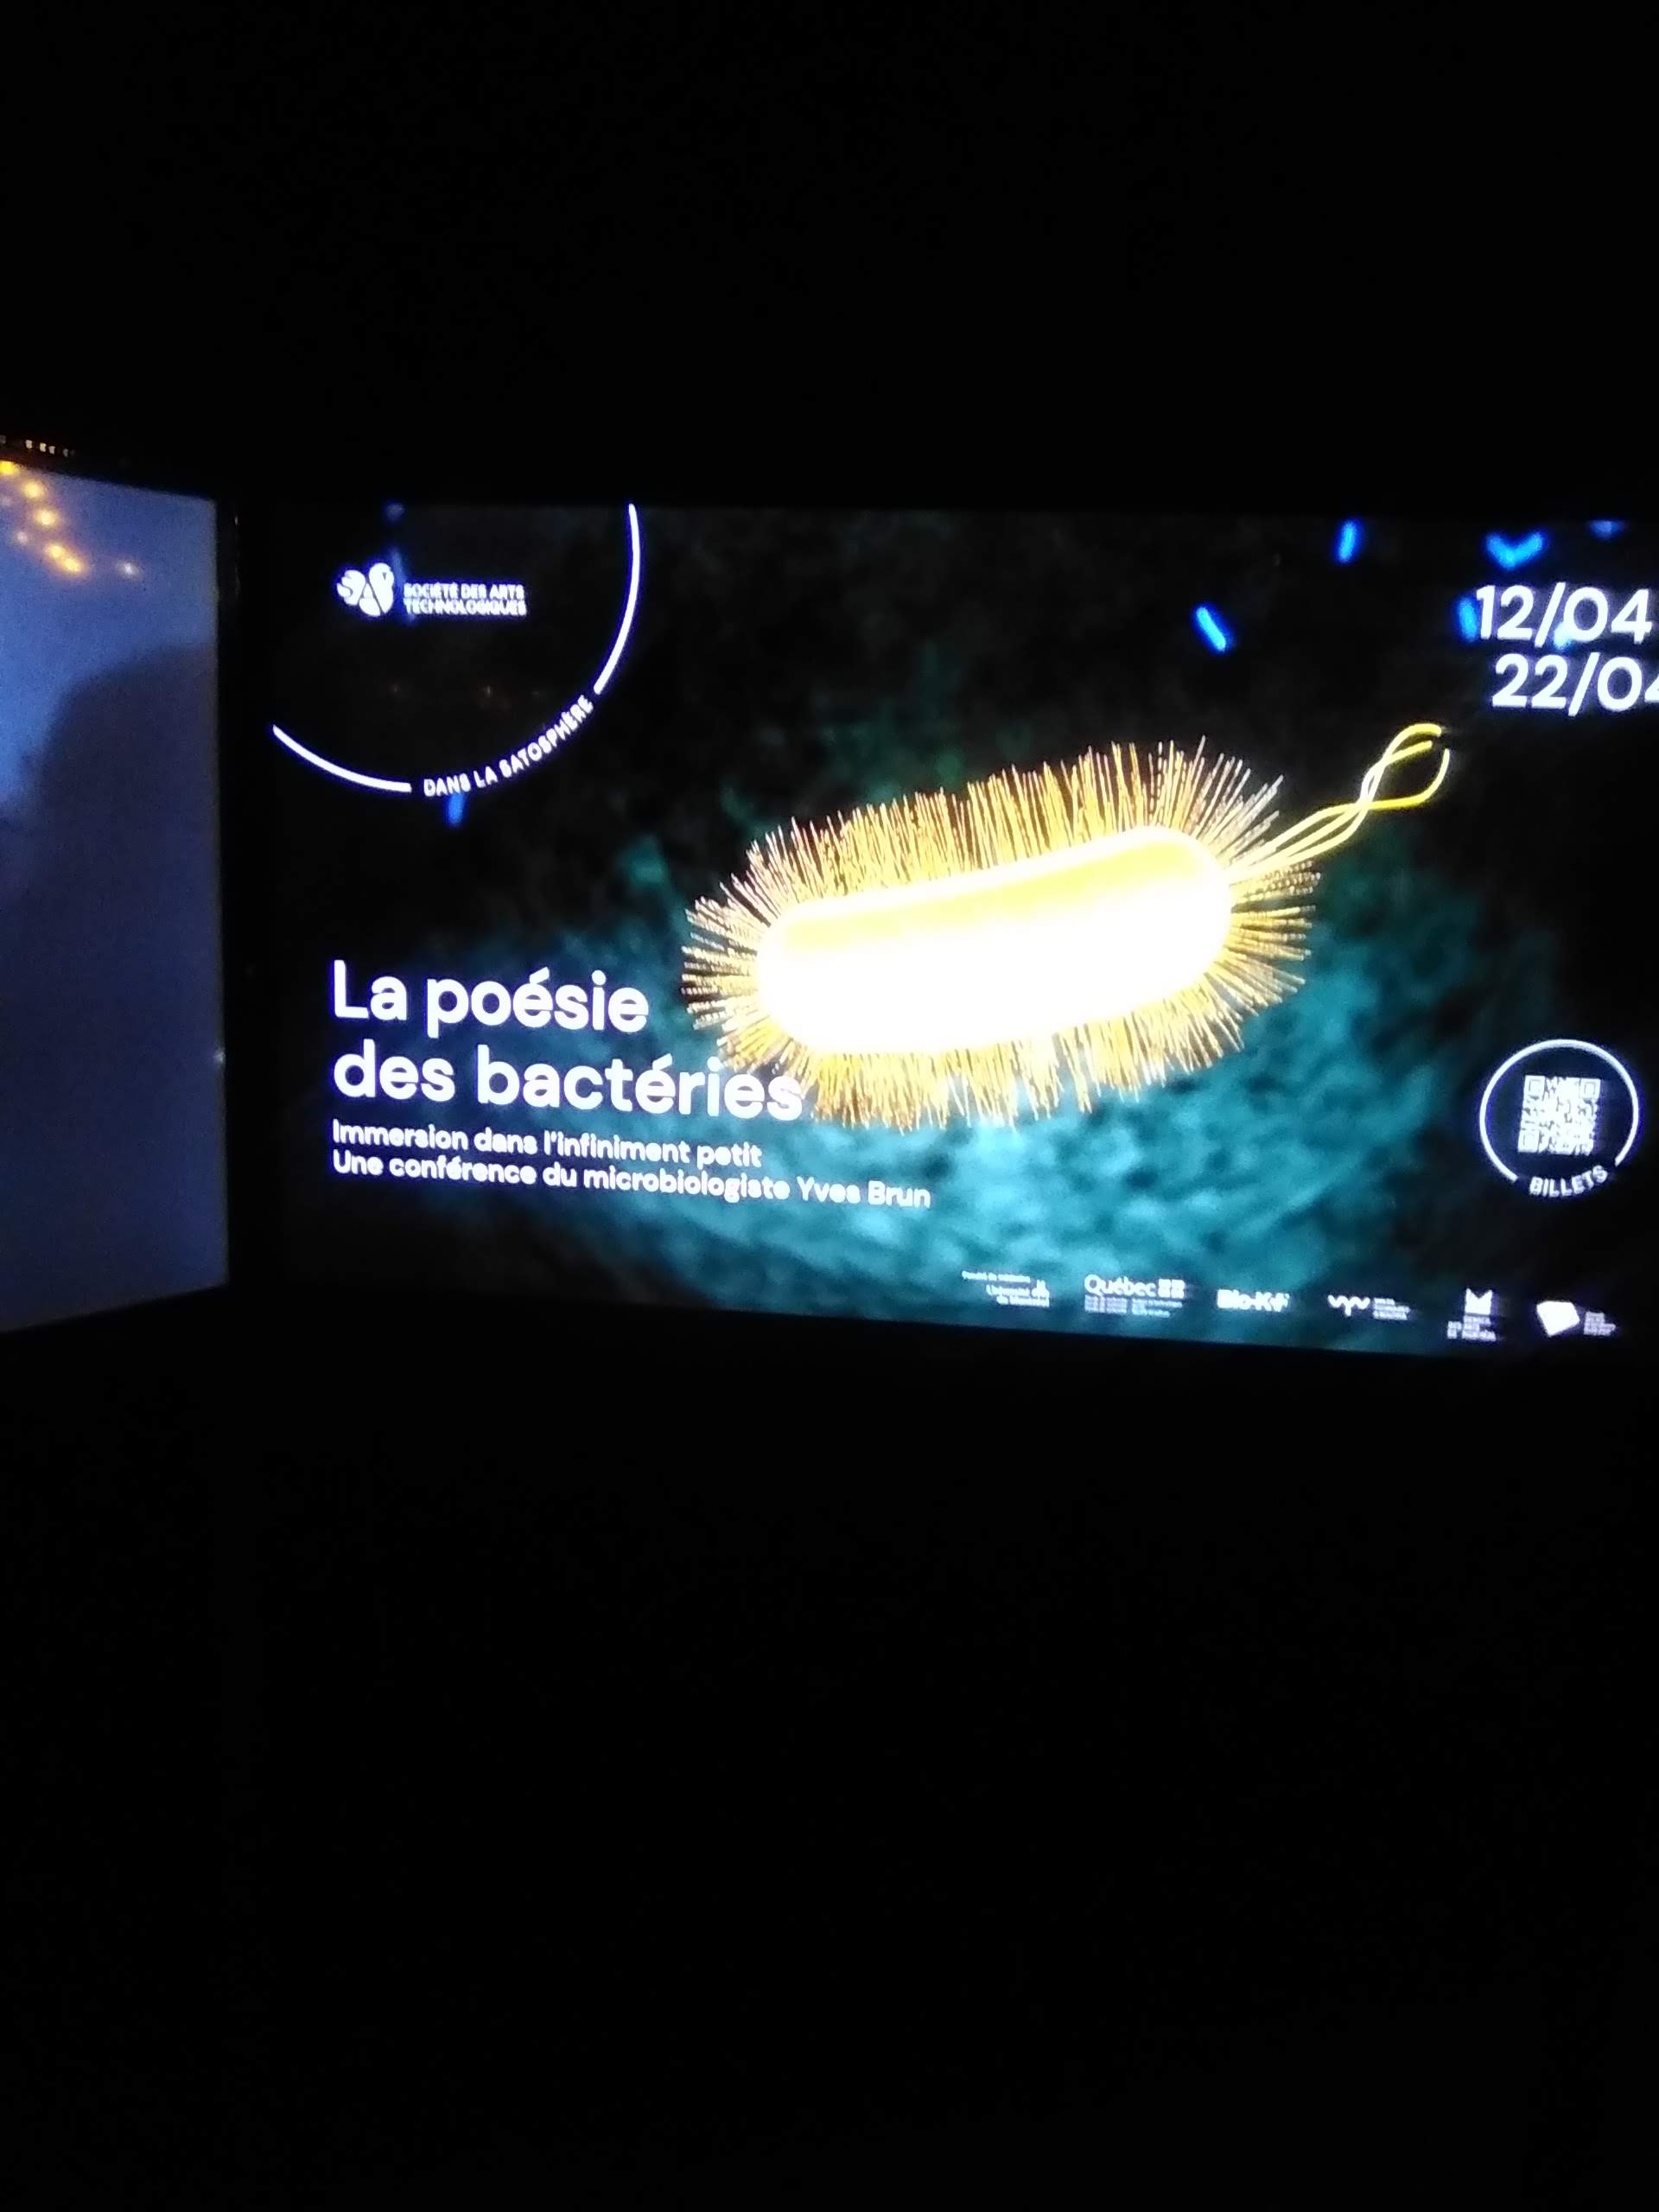 SOCIÉTÉ DES ARTS
TECHNOLOGIQUES
DANS LA SATOSPHÈRE
12/04
22/04
La poésie
des bactéries
Immersion dans l'infiniment petit
Une conférence du microbiologiste Yves Brun
BILLETS
Québec
Bio-K+